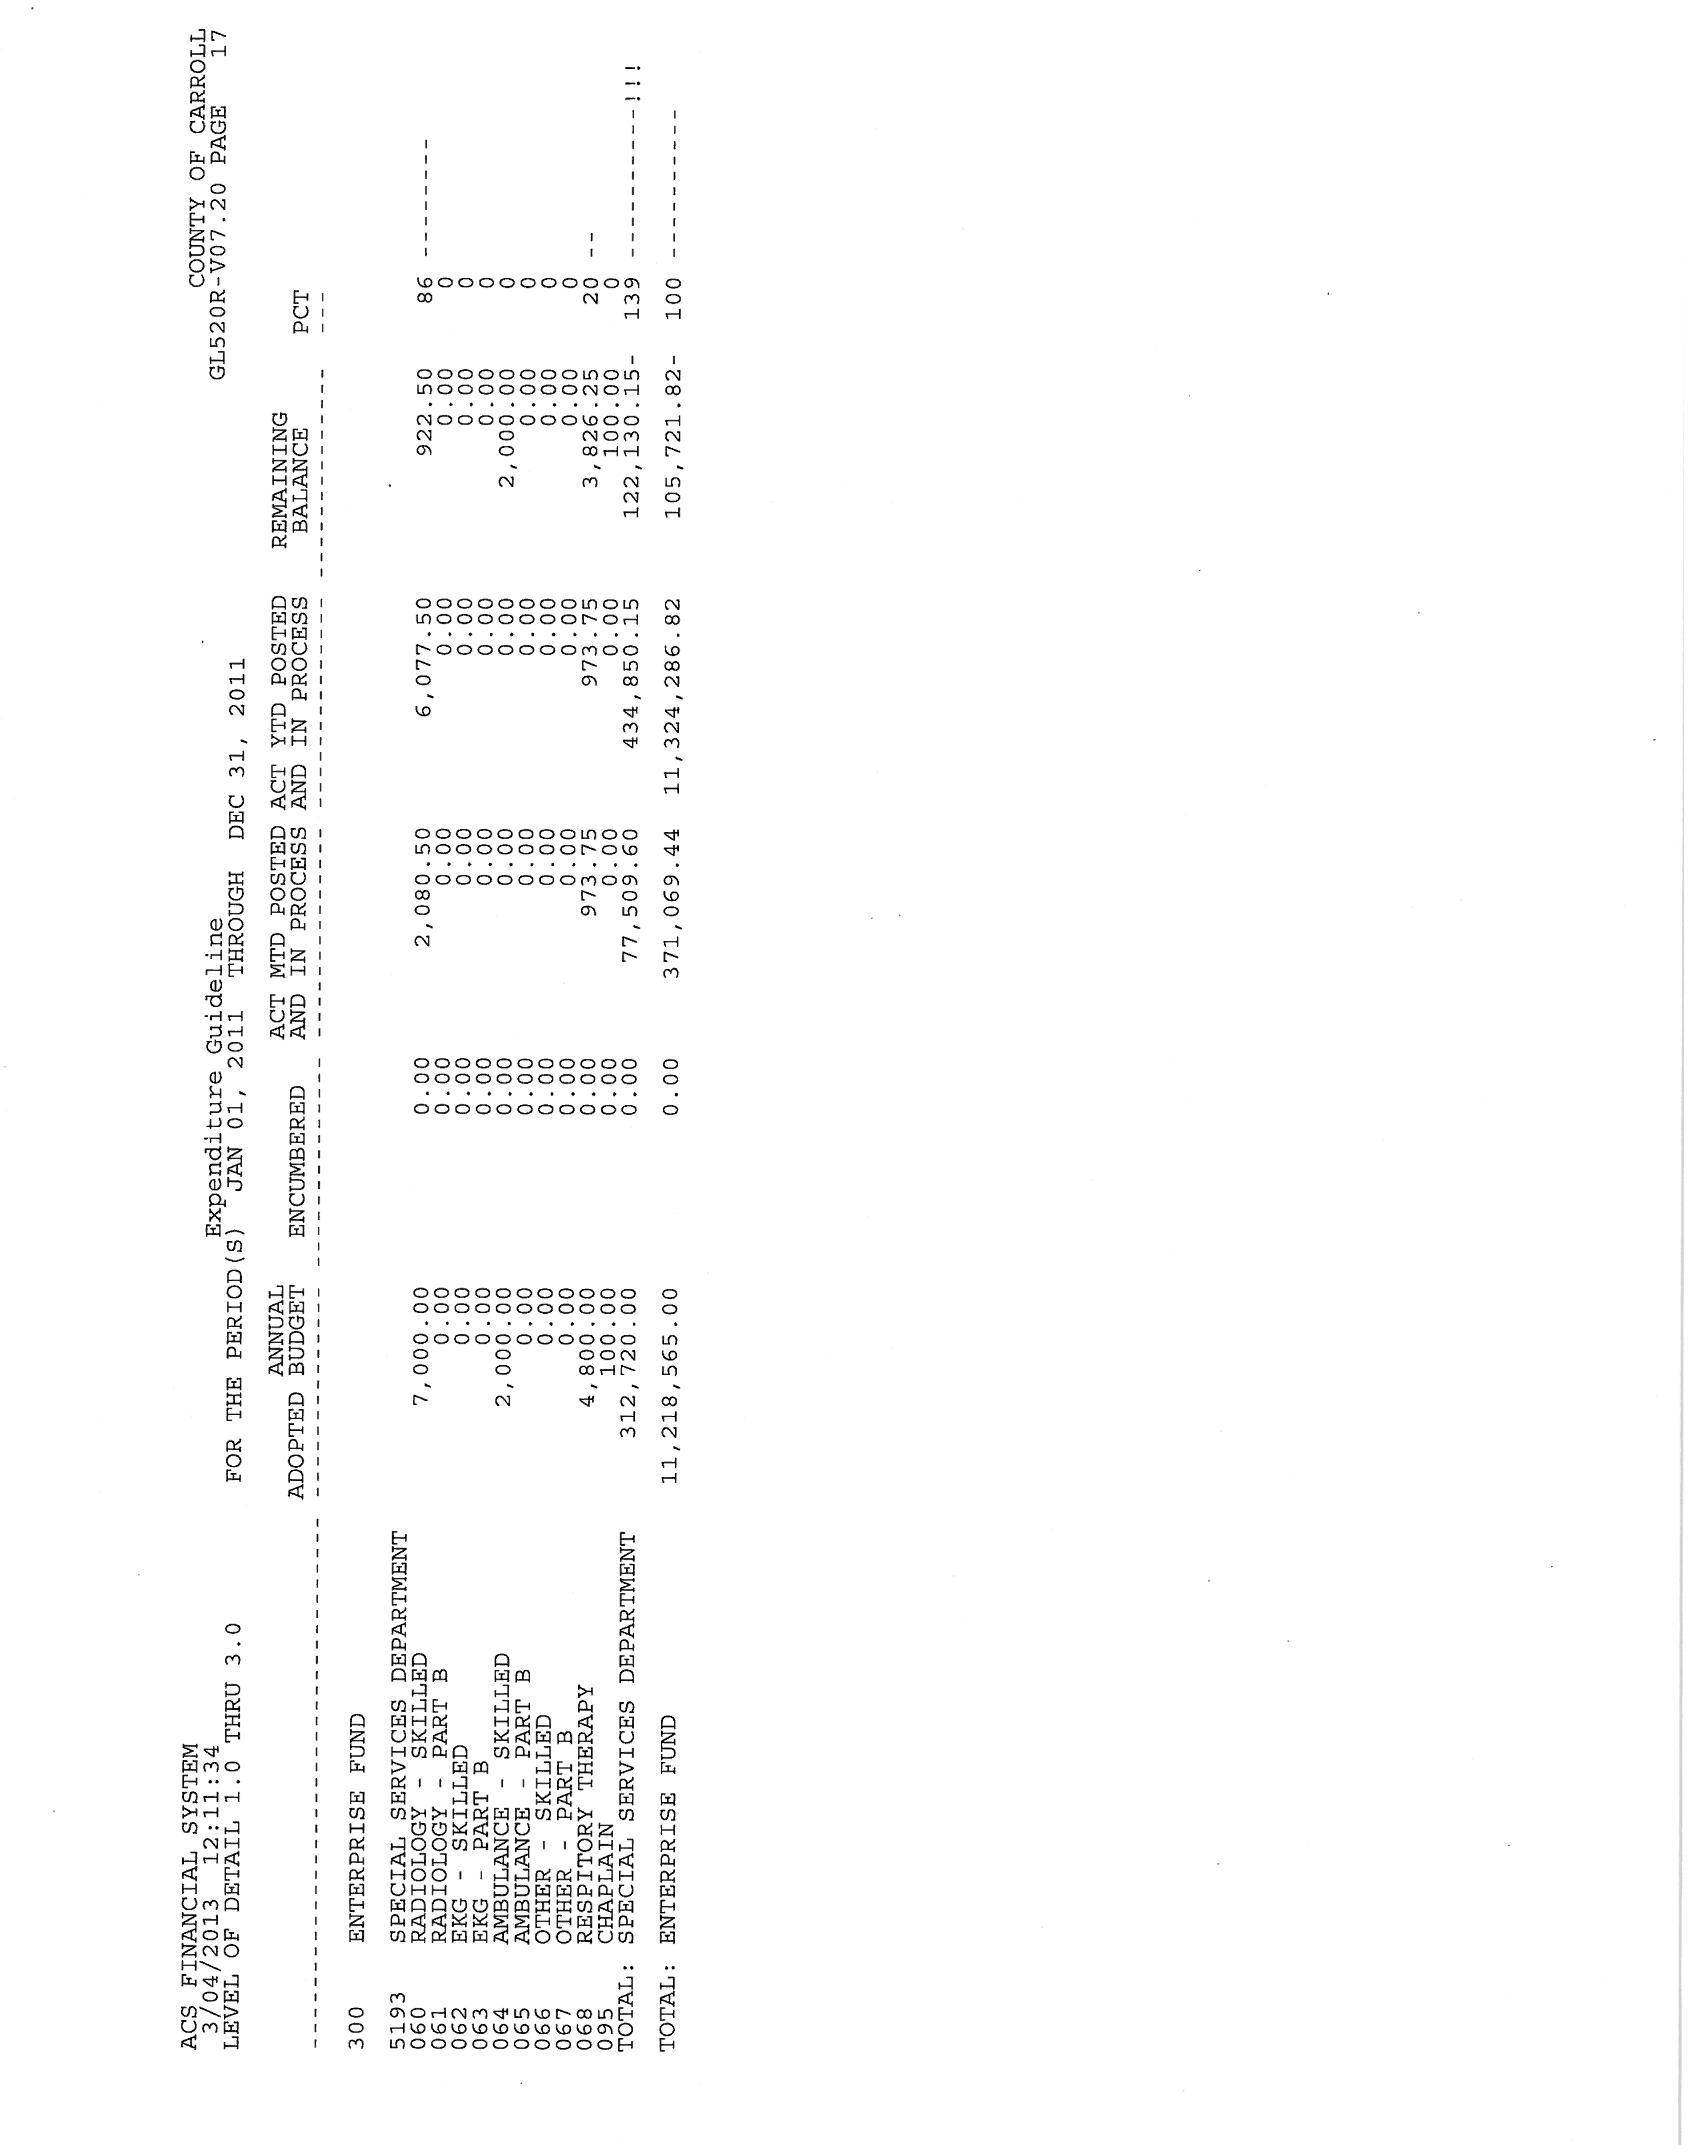 ACS FINANCIAL SYSTEM COUNTY OF CARROLL
3/04/2013 12:11:34 Expenditure Guideline GL520R-V07.20 PAGE 17
LEVEL OF DETAIL 1.0 THRU 3.0 FOR THE PERIOD(S) JAN 01, 2011 THROUGH DEC 31, 2011
ANNUAL ACT MTD POSTED ACT YTD POSTED REMAINING
ADOPTED BUDGET ENCUMBERED AND IN PROCESS AND IN PROCESS BALANCE PCT
300 ENTERPRISE FUND
5193 SPECIAL SERVICES DEPARTMENT
060 RADIOLOGY - SKILLED 7,000.00 0.00 2,080.50 6,077.50 922.50 86 --------
061 RADIOLOGY - PART B 0.00 0.00 0.00 0.00 0.00 0
062 EKG - SKILLED 0.00 0.00 0.00 0.00 0.00 0
063 EKG - PART B 0.00 0.00 0.00 0.00 0.00 0
064 AMBULANCE - SKILLED 2,000.00 0.00 0.00 0.00 2,000.00 0
065 AMBULANCE - PART B 0.00 0.00 0.00 0.00 0.00 0
066 OTHER - SKILLED 0.00 0.00 0.00 0.00 0.00 0
067 OTHER - PART B 0.00 0.00 0.00 0.00 0.00 0
068 RESPITORY THERAPY 4,800.00 0.00 973.75 973.75 3,826.25 20 --
095 CHAPLAIN 100.00 0.00 0.00 0.00 100.00 0
TOTAL: SPECIAL SERVICES DEPARTMENT 312,720.00 0.00 77,509.60 434,850.15 122,130.15- 139 ----------!!!
TOTAL: ENTERPRISE FUND 11,218,565.00 0.00 371,069.44 11,324,286.82 105,721.82- 100 ----------